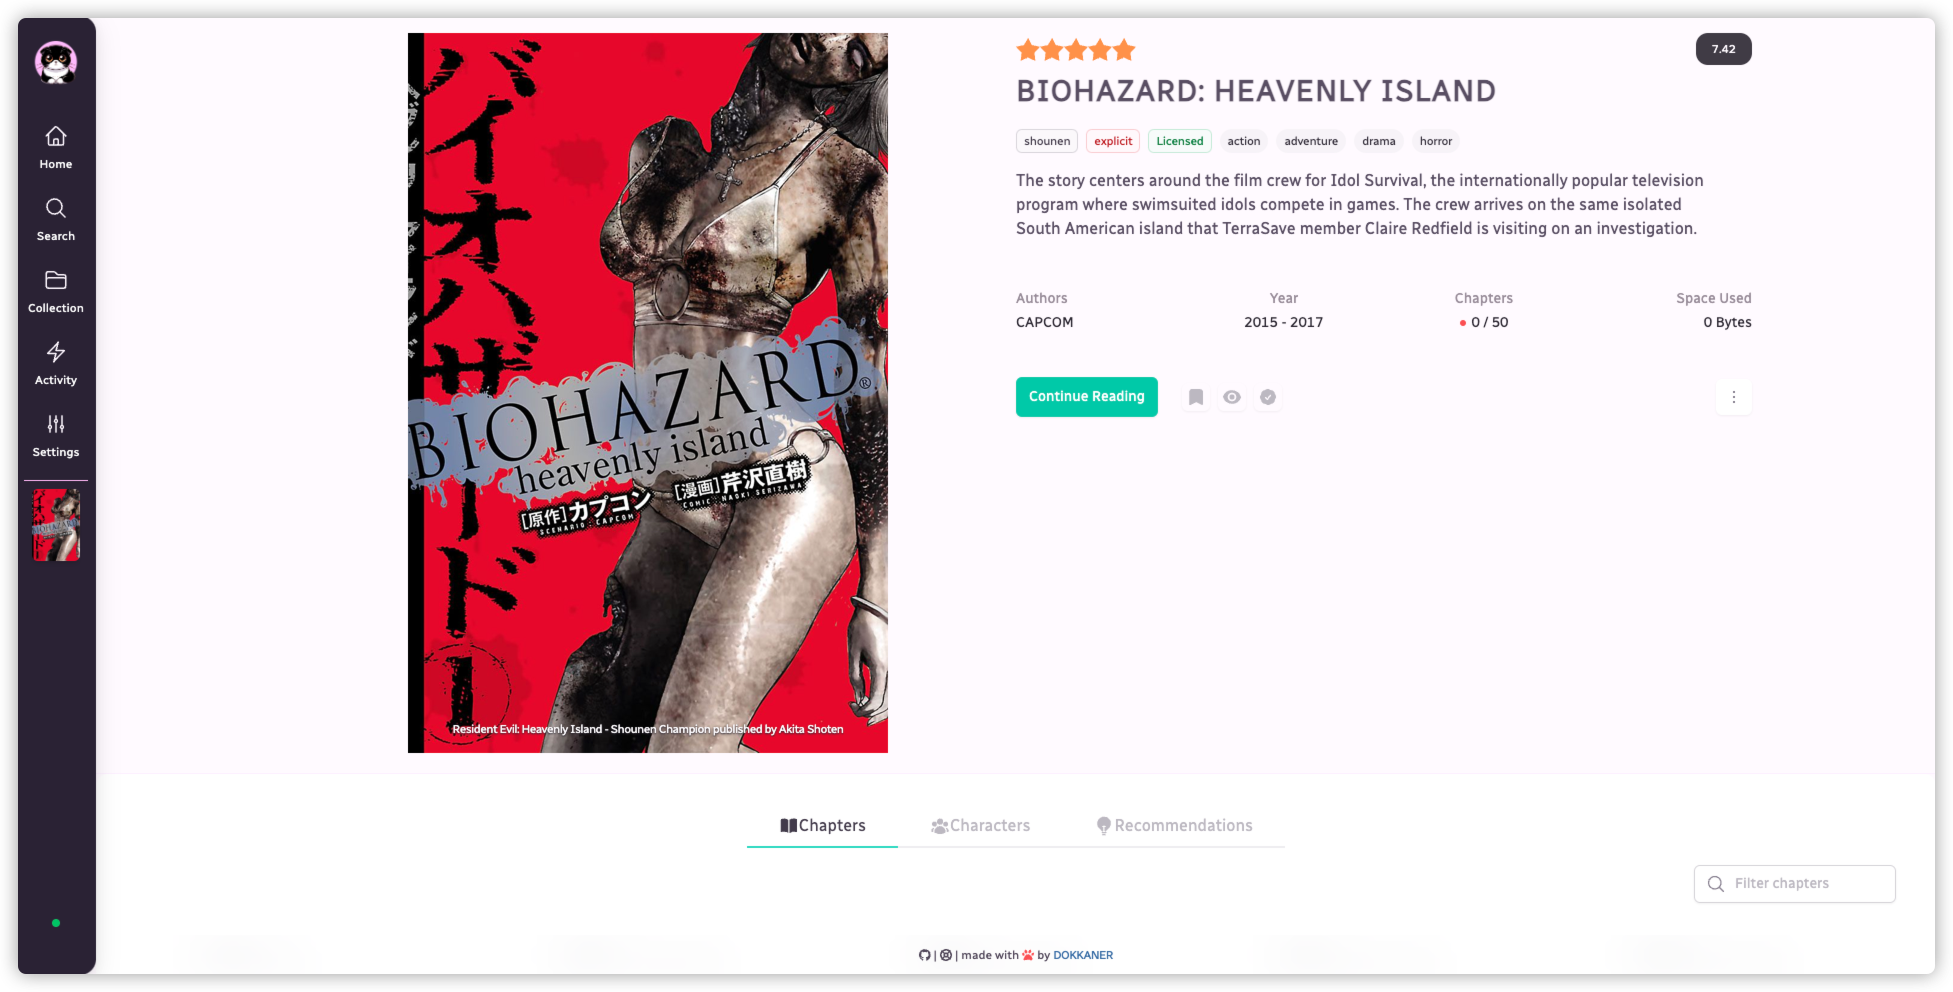 Home
Search
Collection
Activity
Settings
バイオハザード
1
BIOHAZARD®
heavenly island
[原作]カプコン
SCENARIO・CAPCOM
[漫画]芹沢直樹
COMIC・NAOKI SERIZAWA
Resident Evil: Heavenly Island - Shounen Champion published by Akita Shoten
7.42
BIOHAZARD: HEAVENLY ISLAND
shounen explicit Licensed action adventure drama horror
The story centers around the film crew for Idol Survival, the internationally popular television
program where swimsuited idols compete in games. The crew arrives on the same isolated
South American island that TerraSave member Claire Redfield is visiting on an investigation.
Authors Year Chapters Space Used
CAPCOM 2015 - 2017 0 / 50 0 Bytes
Continue Reading
Chapters Characters Recommendations
Filter chapters
| | made with by DOKKANER